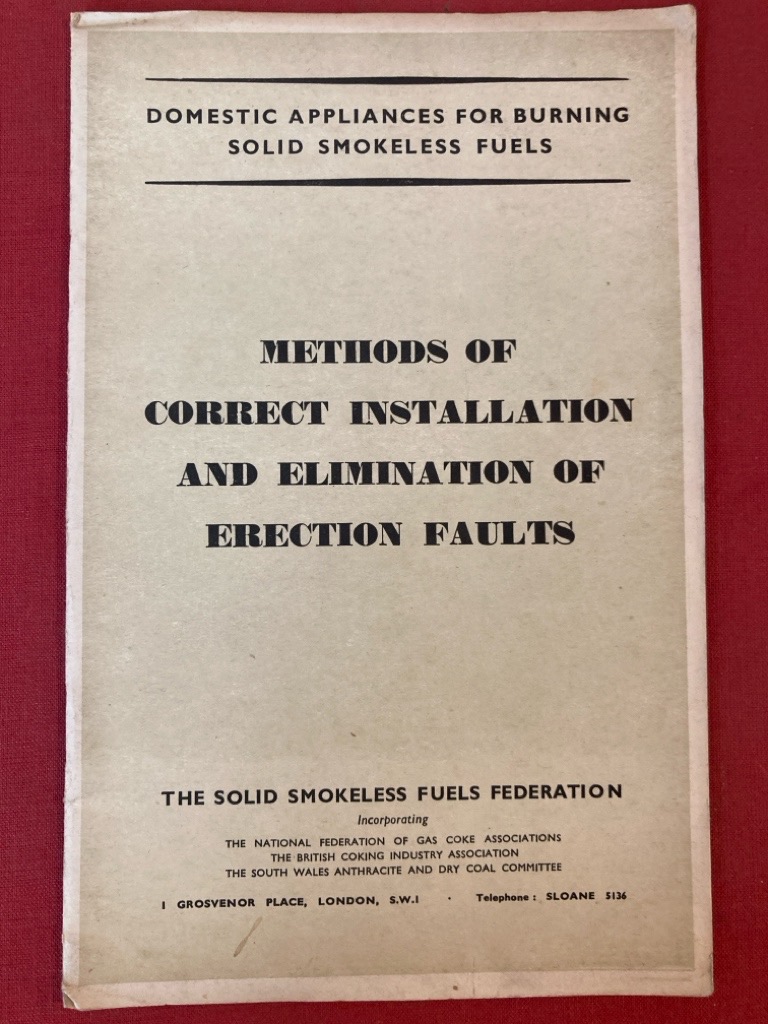 DOMESTIC APPLIANCES FOR BURNING
SOLID SMOKELESS FUELS
METHODS OF
CORRECT INSTALLATION
AND ELIMINATION OF
ERECTION FAULTS
THE SOLID SMOKELESS FUELS FEDERATION
Incorporating
THE NATIONAL FEDERATION OF GAS COKE ASSOCIATIONS
THE BRITISH COKING INDUSTRY ASSOCIATION
THE SOUTH WALES ANTHRACITE AND DRY COAL COMMITTEE
1 GROSVENOR PLACE, LONDON, S.W.1 · Telephone: SLOANE 5136